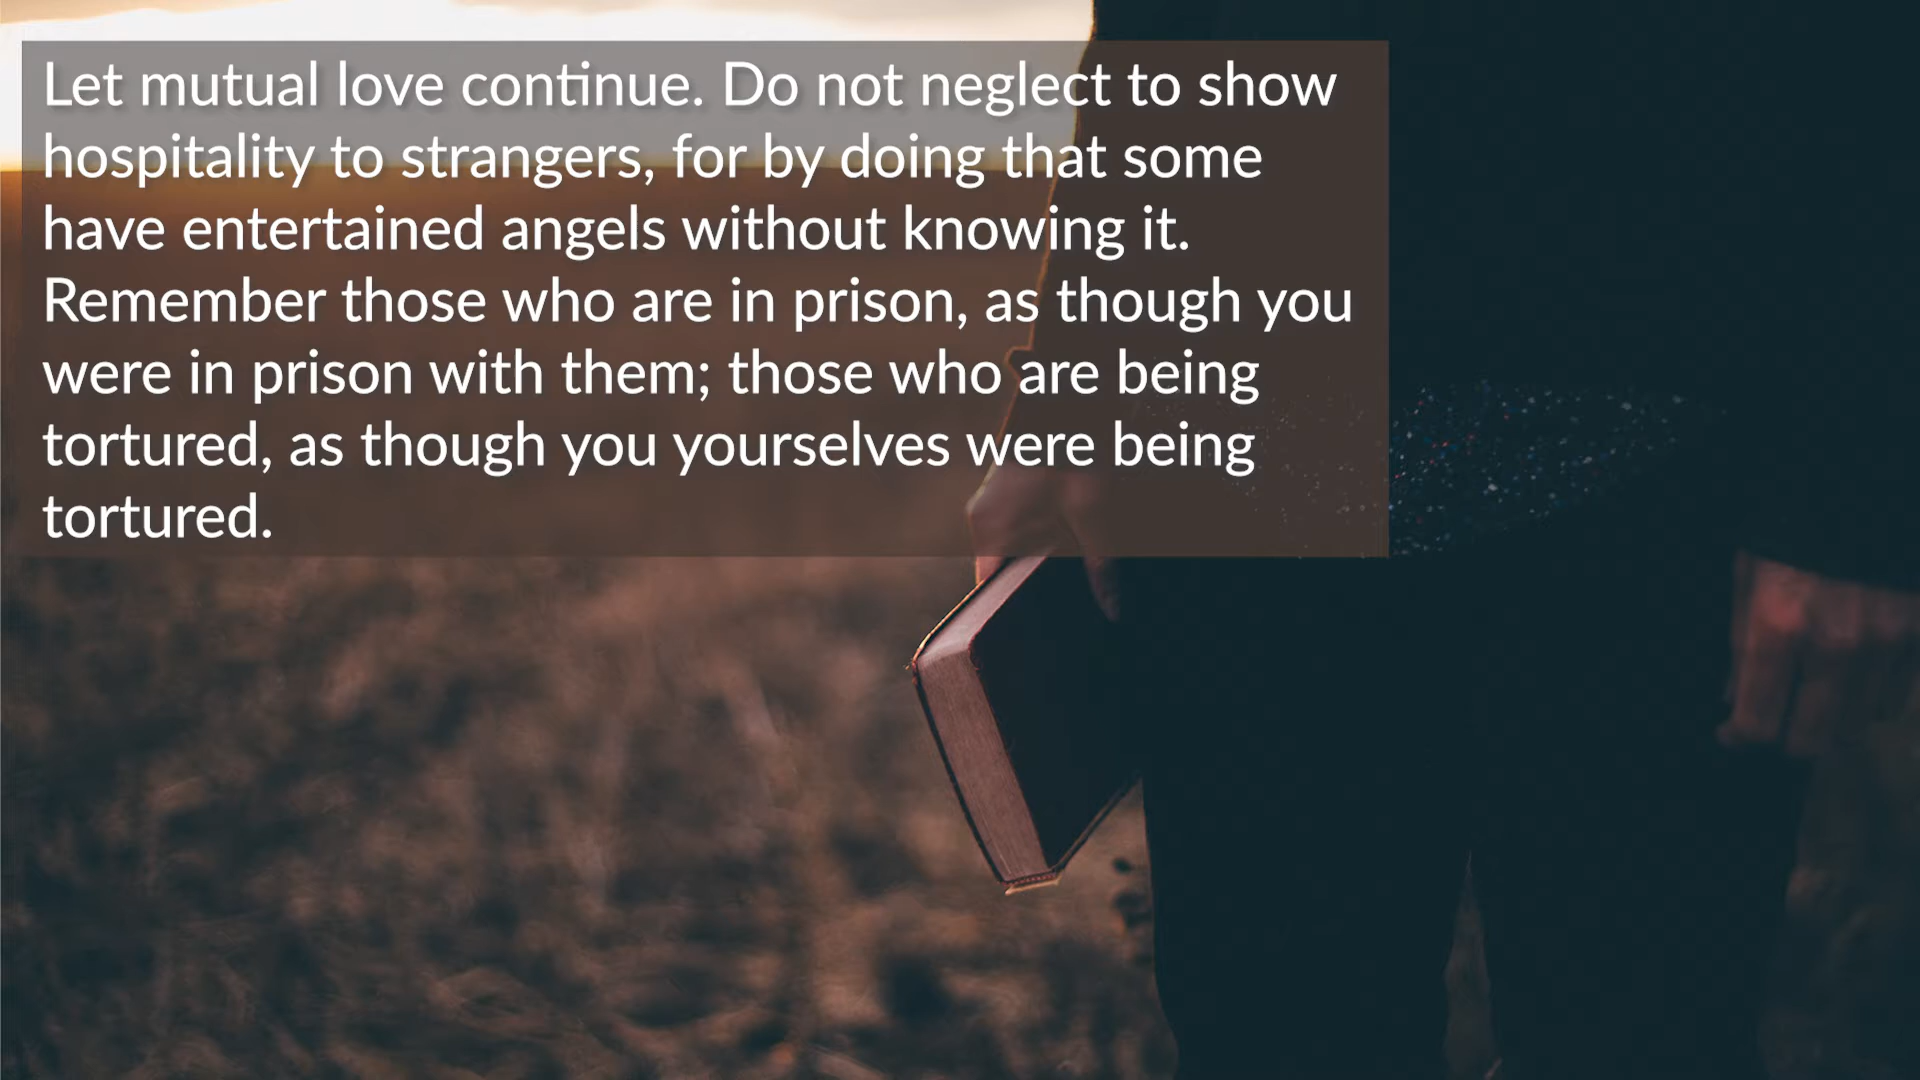 Let mutual love continue. Do not neglect to show
hospitality to strangers, for by doing that some
have entertained angels without knowing it.
Remember those who are in prison, as though you
were in prison with them; those who are being
tortured, as though you yourselves were being
tortured.